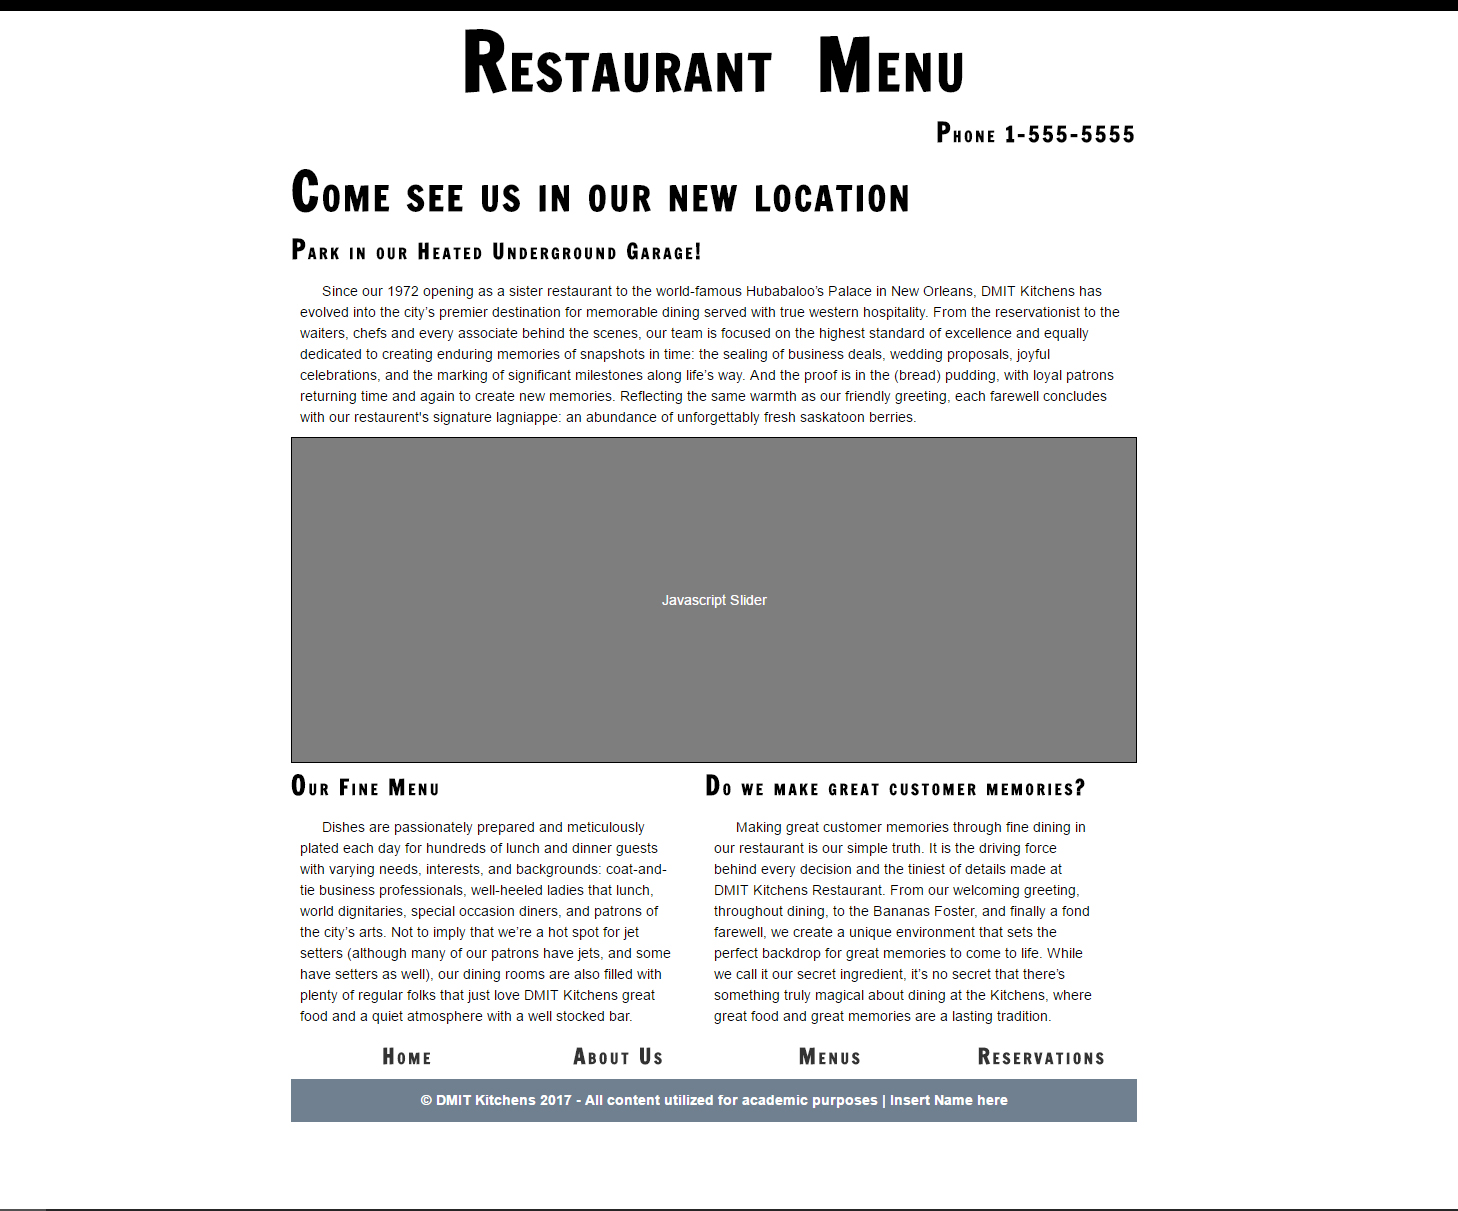 Restaurant Menu
Phone 1-555-5555
Come see us in our new location
Park in our Heated Underground Garage!
Since our 1972 opening as a sister restaurant to the world-famous Hubabaloo’s Palace in New Orleans, DMIT Kitchens has
evolved into the city’s premier destination for memorable dining served with true western hospitality. From the reservationist to the
waiters, chefs and every associate behind the scenes, our team is focused on the highest standard of excellence and equally
dedicated to creating enduring memories of snapshots in time: the sealing of business deals, wedding proposals, joyful
celebrations, and the marking of significant milestones along life’s way. And the proof is in the (bread) pudding, with loyal patrons
returning time and again to create new memories. Reflecting the same warmth as our friendly greeting, each farewell concludes
with our restaurent's signature lagniappe: an abundance of unforgettably fresh saskatoon berries.
Javascript Slider
Our Fine Menu
Dishes are passionately prepared and meticulously
plated each day for hundreds of lunch and dinner guests
with varying needs, interests, and backgrounds: coat-and-
tie business professionals, well-heeled ladies that lunch,
world dignitaries, special occasion diners, and patrons of
the city’s arts. Not to imply that we’re a hot spot for jet
setters (although many of our patrons have jets, and some
have setters as well), our dining rooms are also filled with
plenty of regular folks that just love DMIT Kitchens great
food and a quiet atmosphere with a well stocked bar.
Do we make great customer memories?
Making great customer memories through fine dining in
our restaurant is our simple truth. It is the driving force
behind every decision and the tiniest of details made at
DMIT Kitchens Restaurant. From our welcoming greeting,
throughout dining, to the Bananas Foster, and finally a fond
farewell, we create a unique environment that sets the
perfect backdrop for great memories to come to life. While
we call it our secret ingredient, it’s no secret that there’s
something truly magical about dining at the Kitchens, where
great food and great memories are a lasting tradition.
Home About Us Menus Reservations
© DMIT Kitchens 2017 - All content utilized for academic purposes | Insert Name here